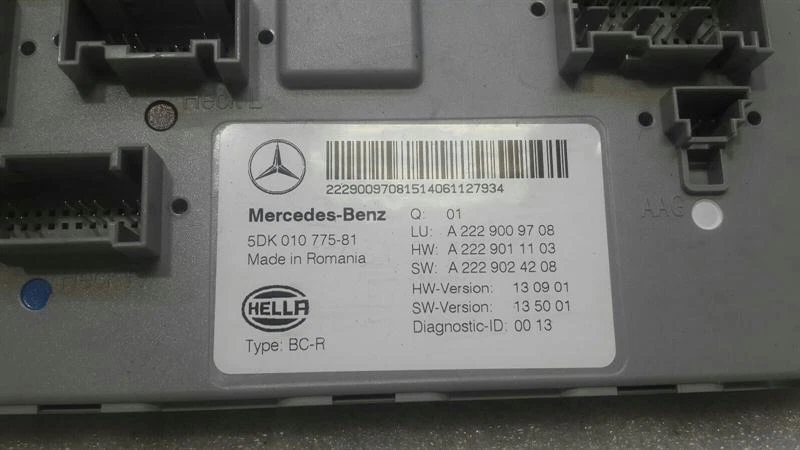 Heck L
AAG
22290097081514061127934
Mercedes-Benz
5DK 010 775-81
Made in Romania
HELLA
Type: BC-R
Q: 01
LU: A 222 900 97 08
HW: A 222 901 11 03
SW: A 222 902 42 08
HW-Version: 13 09 01
SW-Version: 13 50 01
Diagnostic-ID: 00 13